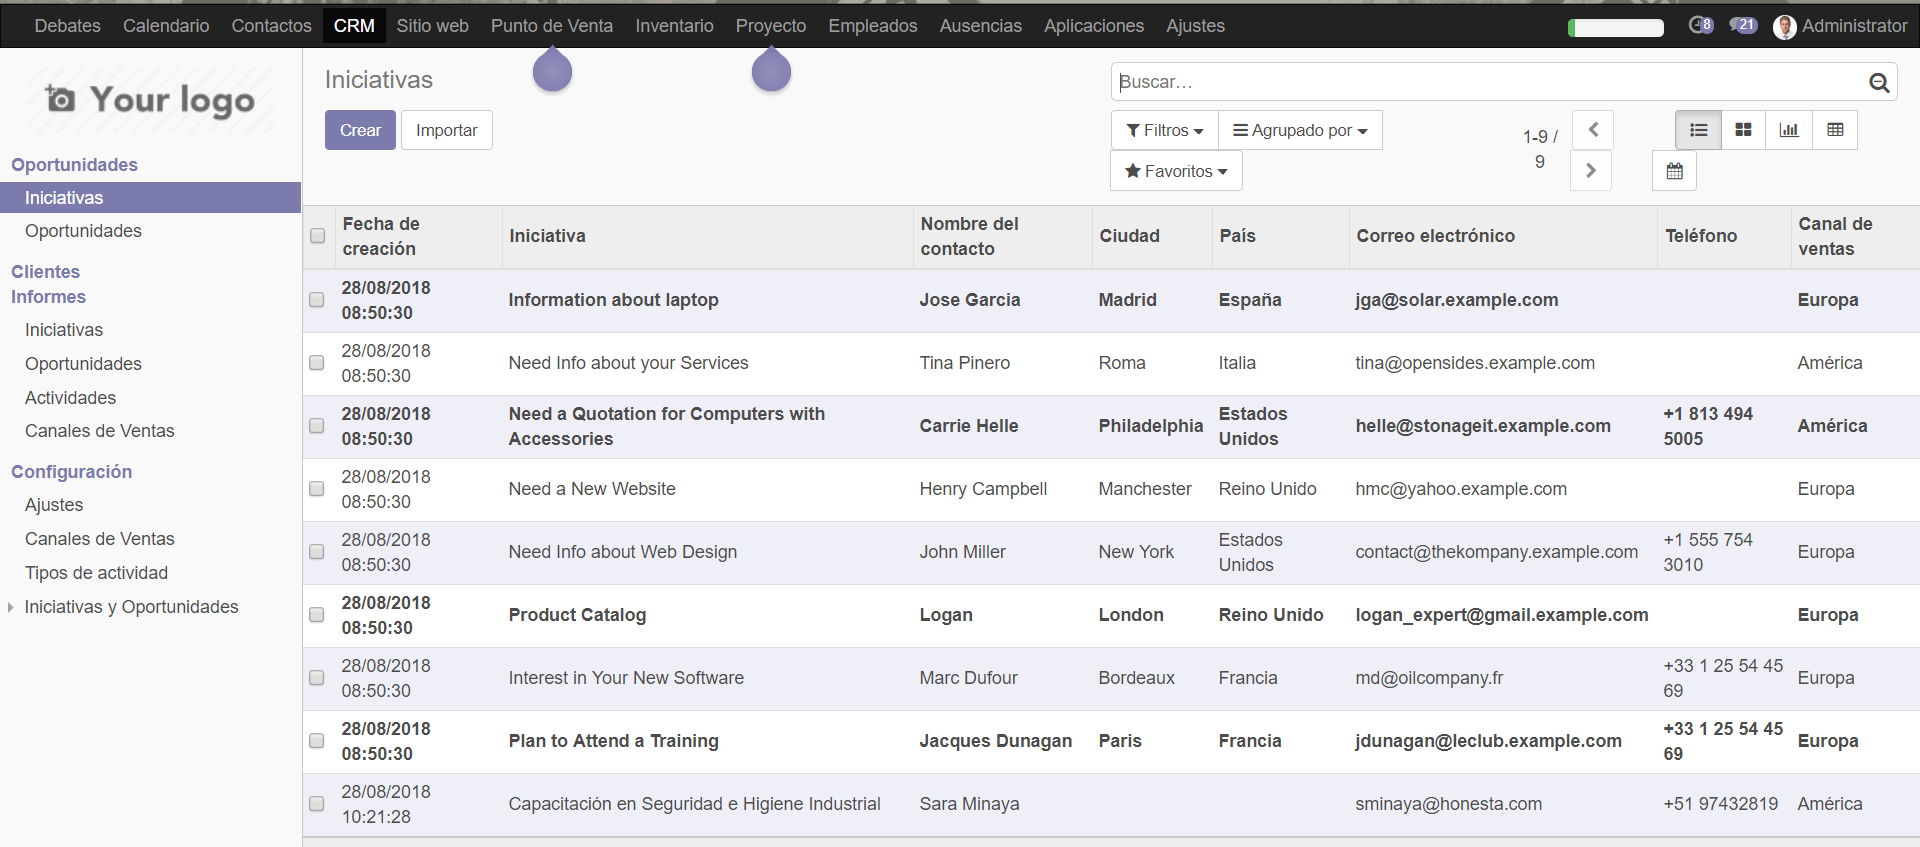 Debates Calendario Contactos CRM Sitio web Punto de Venta Inventario Proyecto Empleados Ausencias Aplicaciones Ajustes 8 21 Administrator
Your logo
Oportunidades
Iniciativas
Oportunidades
Clientes
Informes
Iniciativas
Oportunidades
Actividades
Canales de Ventas
Configuración
Ajustes
Canales de Ventas
Tipos de actividad
Iniciativas y Oportunidades
Iniciativas
Buscar...
Crear Importar
Filtros Agrupado por
Favoritos
1-9 /
9
Fecha de
creación
Iniciativa
Nombre del
contacto
Ciudad
País
Correo electrónico
Teléfono
Canal de
ventas
28/08/2018
08:50:30
Information about laptop
Jose Garcia
Madrid
España
jga@solar.example.com
Europa
28/08/2018
08:50:30
Need Info about your Services
Tina Pinero
Roma
Italia
tina@opensides.example.com
América
28/08/2018
08:50:30
Need a Quotation for Computers with
Accessories
Carrie Helle
Philadelphia
Estados
Unidos
helle@stonageit.example.com
+1 813 494
5005
América
28/08/2018
08:50:30
Need a New Website
Henry Campbell
Manchester
Reino Unido
hmc@yahoo.example.com
Europa
28/08/2018
08:50:30
Need Info about Web Design
John Miller
New York
Estados
Unidos
contact@thekompany.example.com
+1 555 754
3010
Europa
28/08/2018
08:50:30
Product Catalog
Logan
London
Reino Unido
logan_expert@gmail.example.com
Europa
28/08/2018
08:50:30
Interest in Your New Software
Marc Dufour
Bordeaux
Francia
md@oilcompany.fr
+33 1 25 54 45
69
Europa
28/08/2018
08:50:30
Plan to Attend a Training
Jacques Dunagan
Paris
Francia
jdunagan@leclub.example.com
+33 1 25 54 45
69
Europa
28/08/2018
10:21:28
Capacitación en Seguridad e Higiene Industrial
Sara Minaya
sminaya@honesta.com
+51 97432819
América